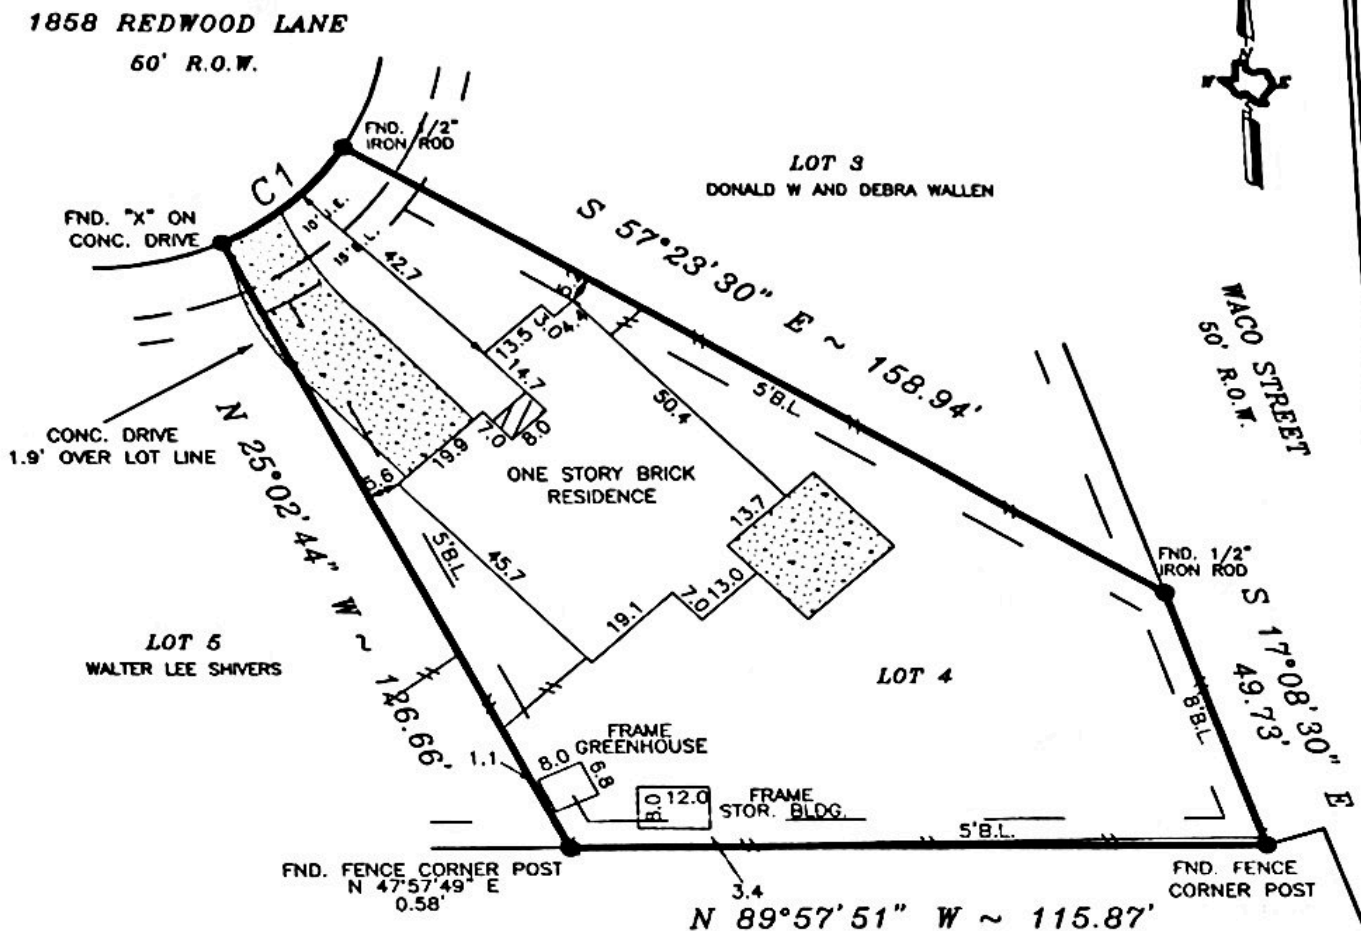 1858 REDWOOD LANE
50' R.O.W.
N
W E
S
FND. 1/2"
IRON ROD
LOT 3
DONALD W AND DEBRA WALLEN
C1
FND. "X" ON
CONC. DRIVE
10' U.E.
15' B.L.
42.7
S 57°23'30" E ~ 158.94'
WACO STREET
50' R.O.W.
13.5
3.0
4.4
14.7
5'B.L.
50.4
CONC. DRIVE
1.9' OVER LOT LINE
N 25°02'44" W ~ 126.66'
19.9
7.0
8.0
5.6
ONE STORY BRICK
RESIDENCE
13.7
5'B.L.
45.7
FND. 1/2"
IRON ROD
S 17°08'30" E
49.73'
19.1
7.0
13.0
LOT 5
WALTER LEE SHIVERS
LOT 4
8'B.L.
FRAME
GREENHOUSE
1.1
8.0
6.8
8.0
12.0
FRAME
STOR. BLDG.
5'B.L.
FND. FENCE CORNER POST
N 47°57'49" E
0.58'
3.4
FND. FENCE
CORNER POST
N 89°57'51" W ~ 115.87'